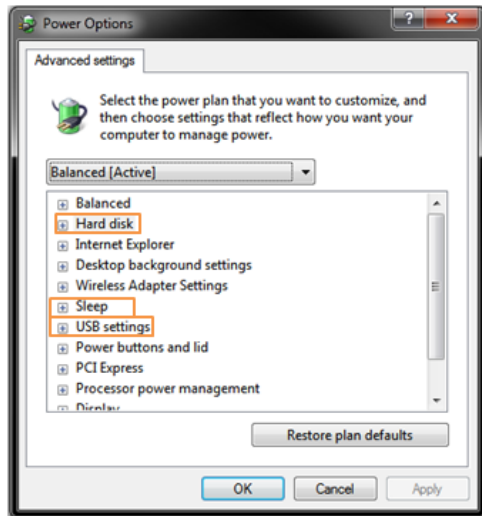 Power Options
Advanced settings
Select the power plan that you want to customize, and
then choose settings that reflect how you want your
computer to manage power.
Balanced [Active]
Balanced
Hard disk
Internet Explorer
Desktop background settings
Wireless Adapter Settings
Sleep
USB settings
Power buttons and lid
PCI Express
Processor power management
Display
Restore plan defaults
OK Cancel Apply